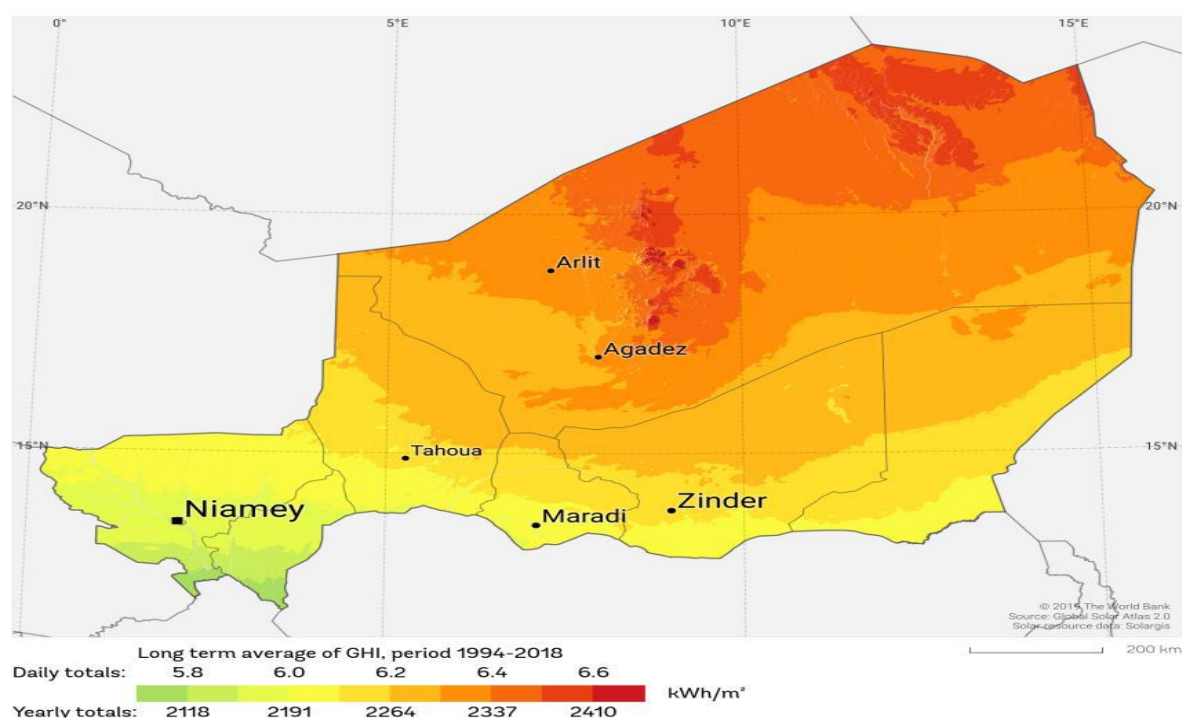 0° 5°E 10°E 15°E
20°N 20°N
Arlit
Agadez
15°N 15°N
Tahoua
Niamey
Zinder
Maradi
© 2019 The World Bank
Source: Global Solar Atlas 2.0
Solar resource data: Solargis
200 km
Long term average of GHI, period 1994-2018
Daily totals: 5.8 6.0 6.2 6.4 6.6
kWh/m²
Yearly totals: 2118 2191 2264 2337 2410